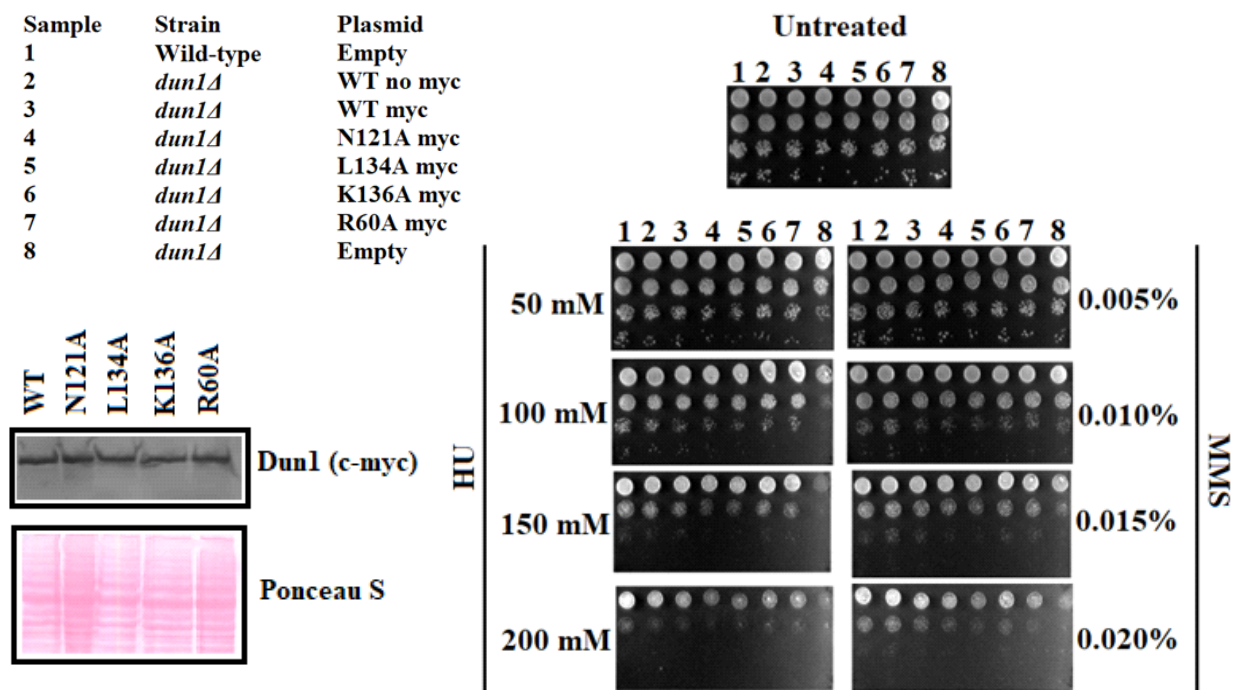 Sample Strain Plasmid
1 Wild-type Empty
2 dun1Δ WT no myc
3 dun1Δ WT myc
4 dun1Δ N121A myc
5 dun1Δ L134A myc
6 dun1Δ K136A myc
7 dun1Δ R60A myc
8 dun1Δ Empty
WT N121A L134A K136A R60A
Dun1 (c-myc)
Ponceau S
Untreated
1 2 3 4 5 6 7 8
1 2 3 4 5 6 7 8 1 2 3 4 5 6 7 8
HU
50 mM 0.005%
100 mM 0.010%
150 mM 0.015%
200 mM 0.020%
MMS